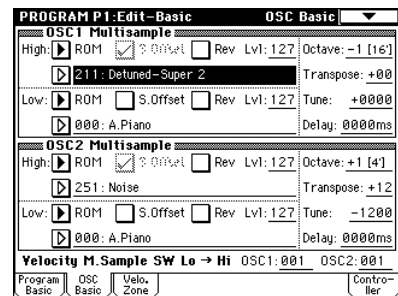 PROGRAM P1:Edit-Basic OSC Basic
OSC1 Multisample
High: ROM S.Offset Rev Lvl: 127 Octave: -1 [16']
211: Detuned-Super 2 Transpose: +00
Low: ROM S.Offset Rev Lvl: 127 Tune: +0000
000: A.Piano Delay: 0000ms
OSC2 Multisample
High: ROM S.Offset Rev Lvl: 127 Octave: +1 [4']
251: Noise Transpose: +12
Low: ROM S.Offset Rev Lvl: 127 Tune: -1200
000: A.Piano Delay: 0000ms
Velocity M.Sample SW Lo → Hi OSC1: 001 OSC2: 001
Program Basic OSC Basic Velo. Zone Contro- ller